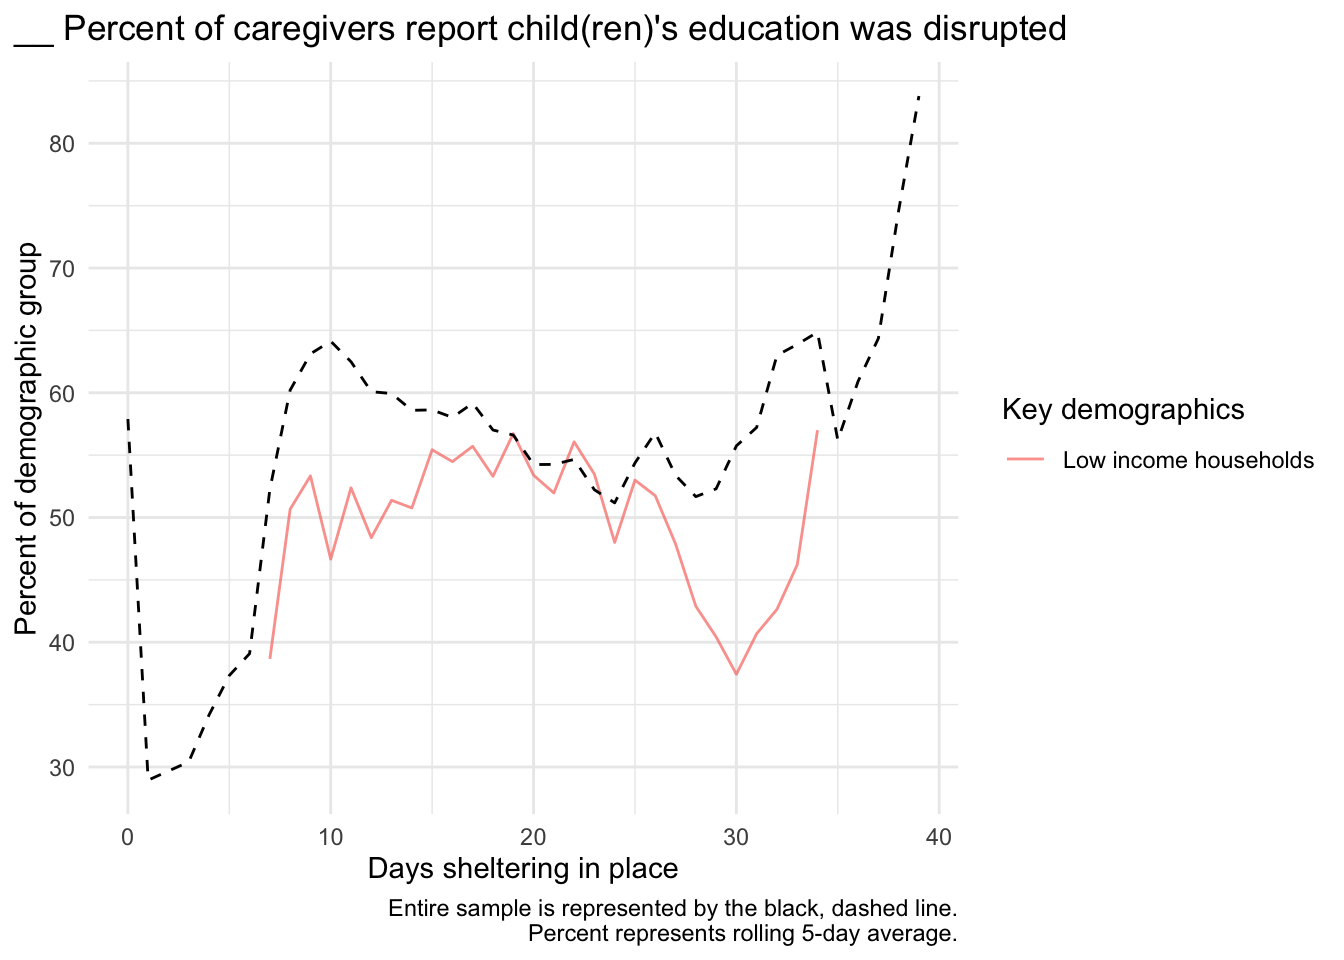 __ Percent of caregivers report child(ren)'s education was disrupted
Percent of demographic group
80
70
60
50
40
30
0 10 20 30 40
Days sheltering in place
Key demographics
Low income households
Entire sample is represented by the black, dashed line.
Percent represents rolling 5-day average.